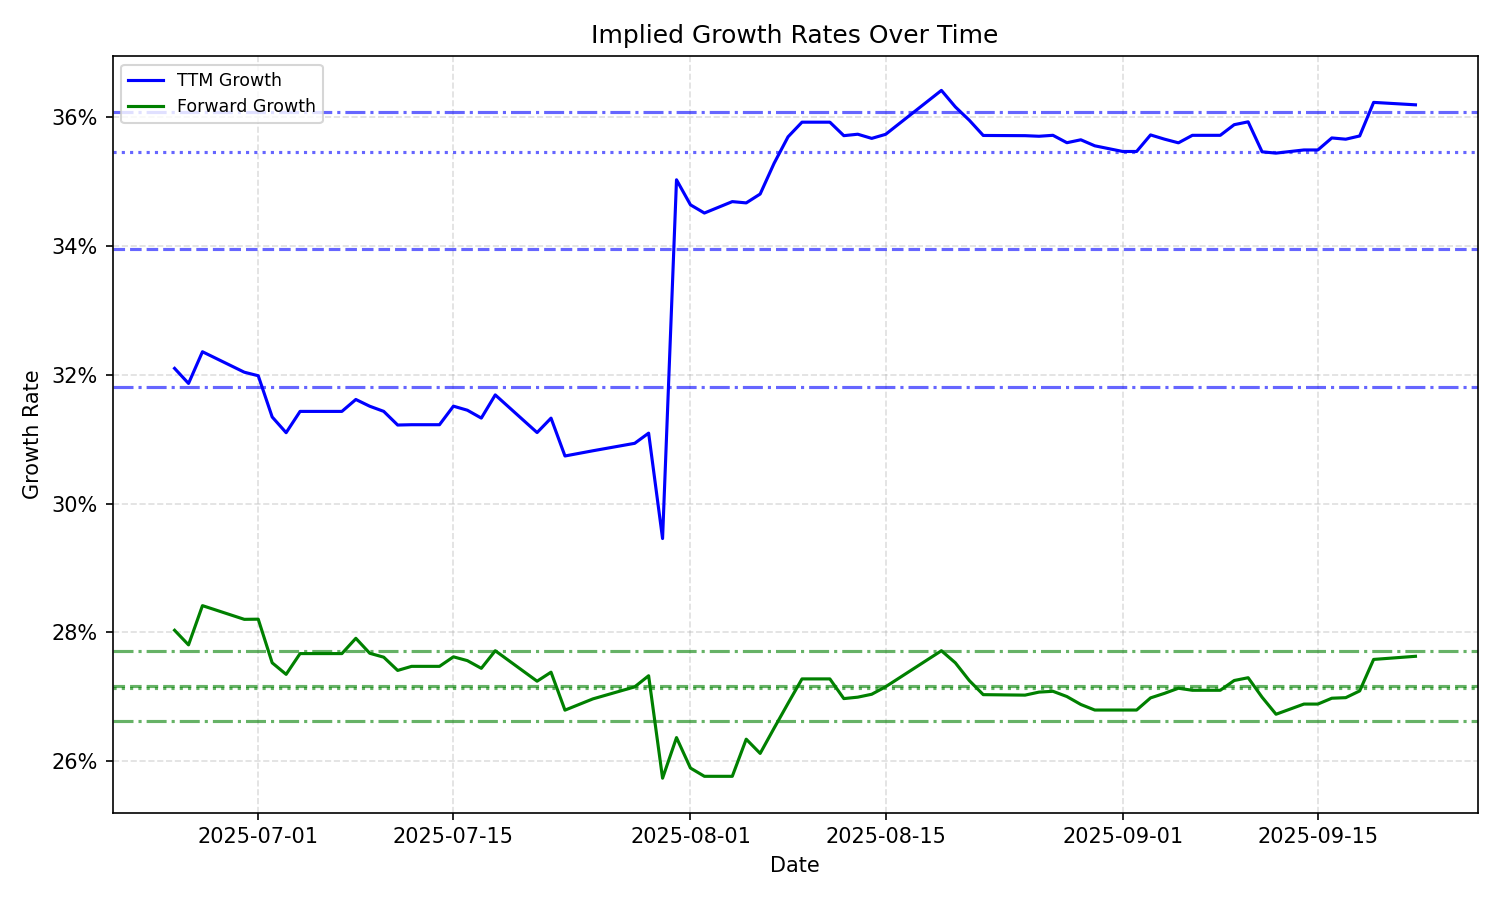 Implied Growth Rates Over Time
TTM Growth
Forward Growth
36%
34%
32%
30%
28%
26%
Growth Rate
2025-07-01
2025-07-15
2025-08-01
2025-08-15
2025-09-01
2025-09-15
Date